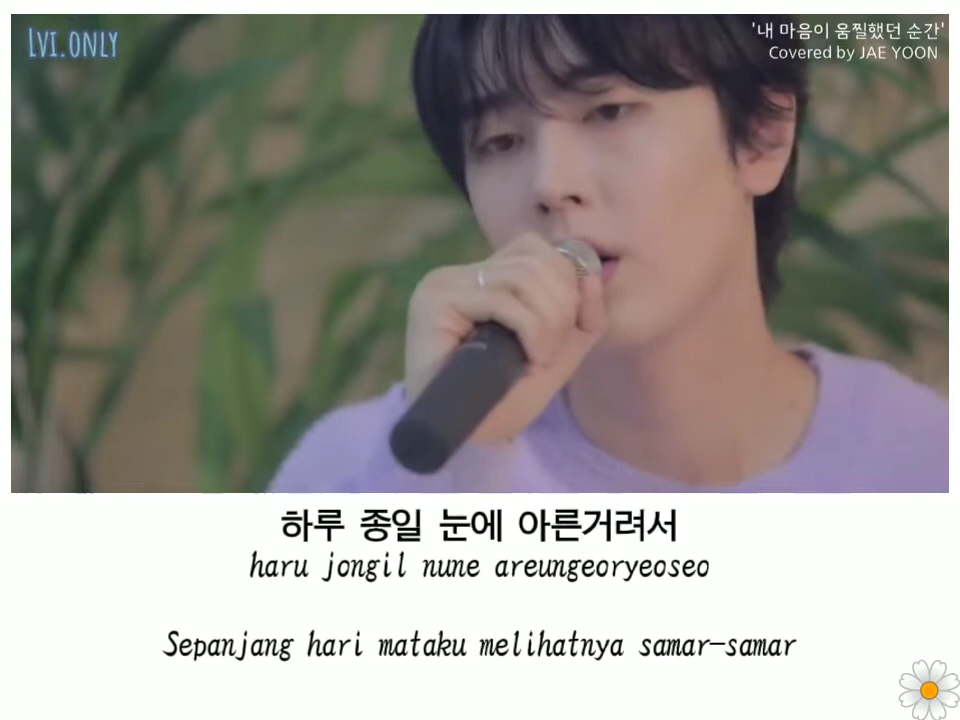 LVI.ONLY
'내 마음이 움찔했던 순간'
Covered by JAE YOON
하루 종일 눈에 아른거려서
haru jongil nune areungeoryeoseo
Sepanjang hari mataku melihatnya samar-samar